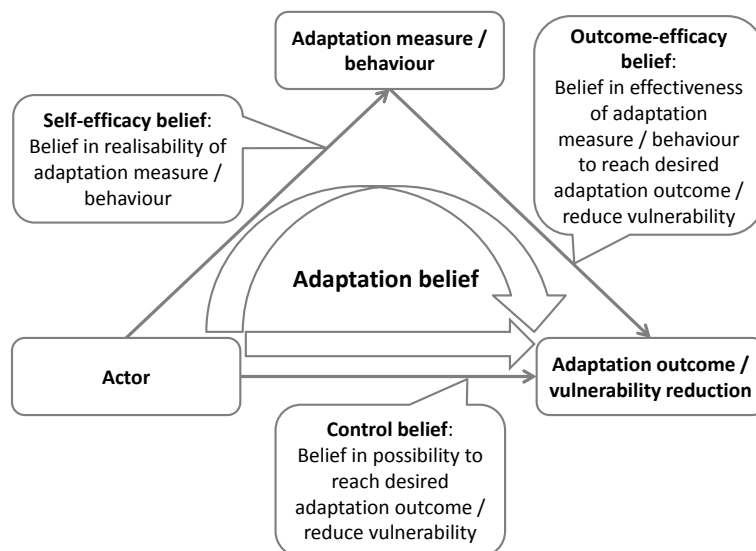 Adaptation measure /
behaviour
Outcome-efficacy
belief:
Belief in effectiveness
of adaptation
measure / behaviour
to reach desired
adaptation outcome /
reduce vulnerability
Self-efficacy belief:
Belief in realisability of
adaptation measure /
behaviour
Adaptation belief
Actor
Adaptation outcome /
vulnerability reduction
Control belief:
Belief in possibility to
reach desired
adaptation outcome /
reduce vulnerability